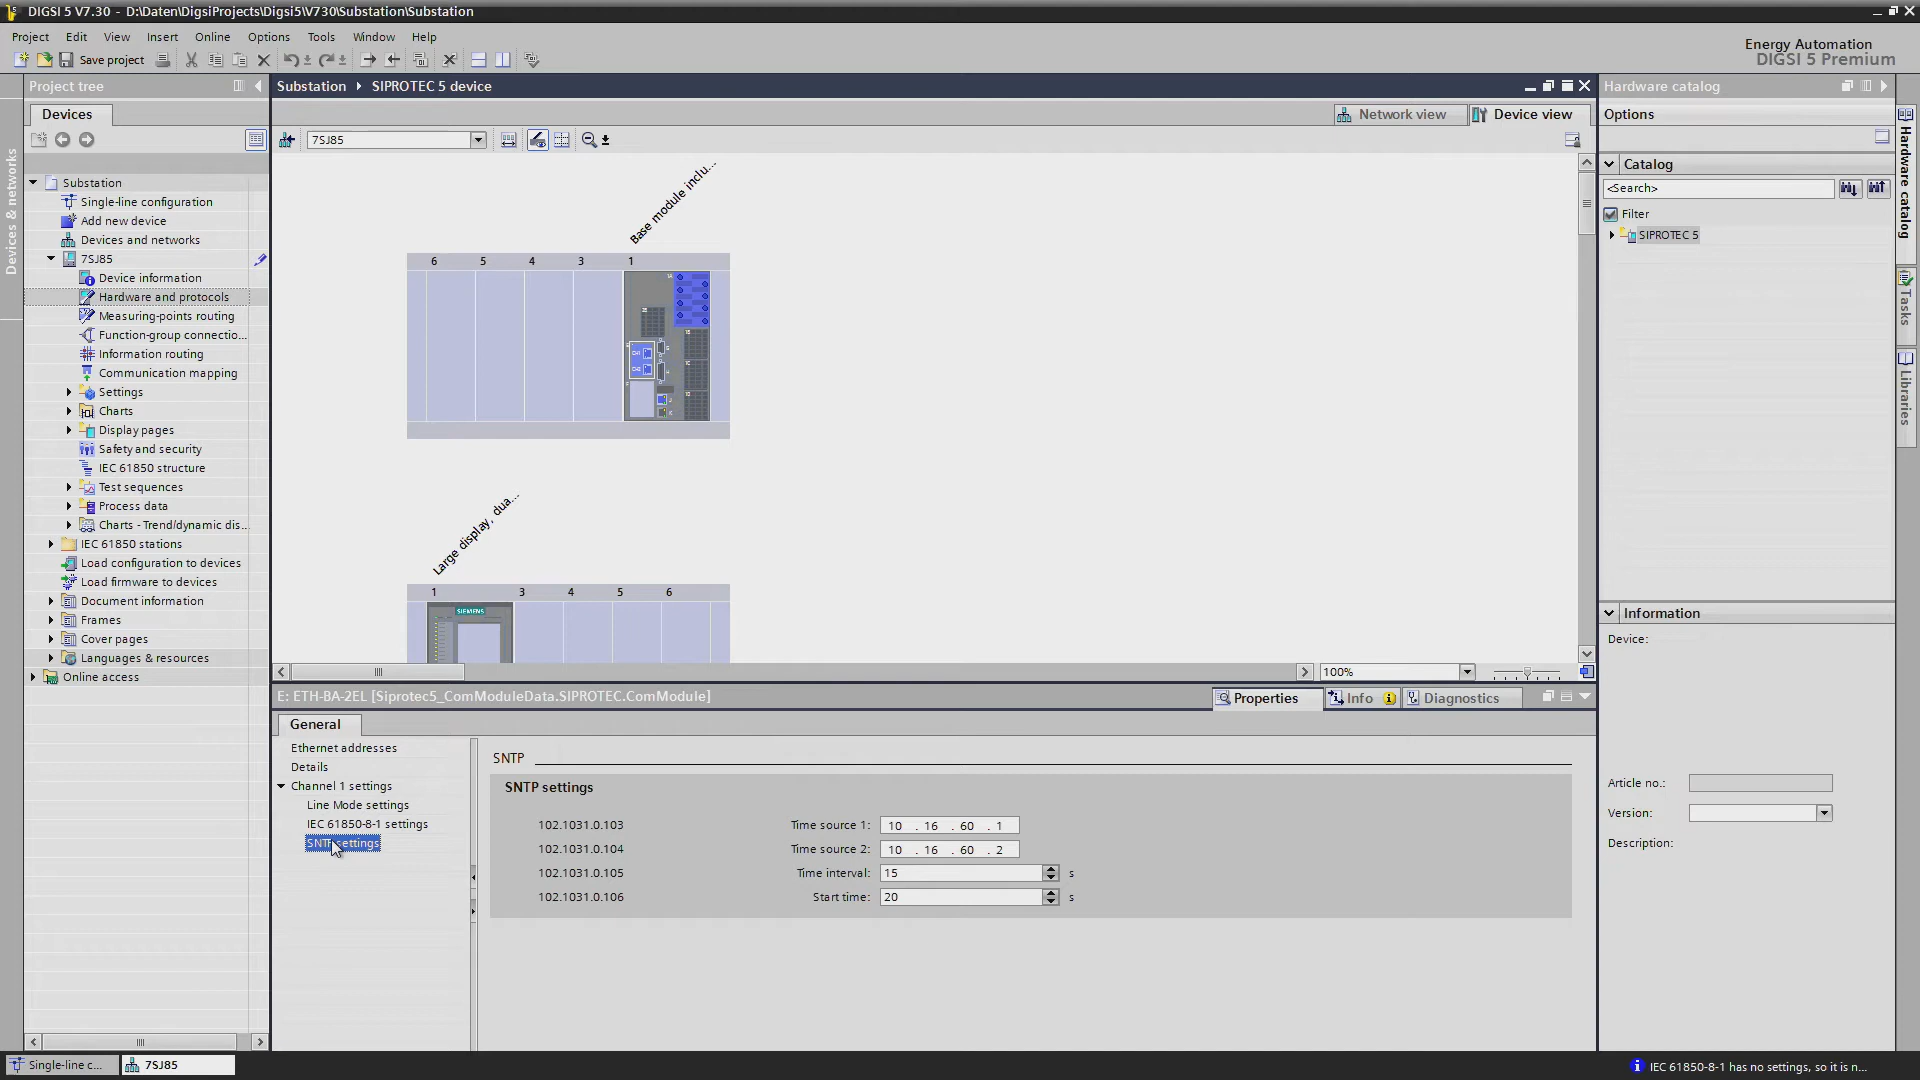 DIGSI 5 V7.30 - D:\Daten\DigsiProjects\Digsi5\V730\Substation\Substation
Project Edit View Insert Online Options Tools Window Help
Save project
Energy Automation
DIGSI 5 Premium
Project tree
Devices
Devices & networks
Substation
Single-line configuration
Add new device
Devices and networks
7SJ85
Device information
Hardware and protocols
Measuring-points routing
Function-group connectio...
Information routing
Communication mapping
Settings
Charts
Display pages
Safety and security
IEC 61850 structure
Test sequences
Process data
Charts - Trend/dynamic dis...
IEC 61850 stations
Load configuration to devices
Load firmware to devices
Document information
Frames
Cover pages
Languages & resources
Online access
Substation SIPROTEC 5 device
Network view Device view
7SJ85
Base module inclu...
6 5 4 3 1
Large display, dua...
1 3 4 5 6
SIEMENS
100%
E: ETH-BA-2EL [Siprotec5_ComModuleData.SIPROTEC.ComModule]
Properties Info Diagnostics
General
Ethernet addresses
Details
Channel 1 settings
Line Mode settings
IEC 61850-8-1 settings
SNTP settings
SNTP
SNTP settings
102.1031.0.103 Time source 1: 10 . 16 . 60 . 1
102.1031.0.104 Time source 2: 10 . 16 . 60 . 2
102.1031.0.105 Time interval: 15 s
102.1031.0.106 Start time: 20 s
Hardware catalog
Options
Catalog
<Search>
Filter
SIPROTEC 5
Information
Device:
Article no.:
Version:
Description:
Hardware catalog
Tasks
Libraries
Single-line c... 7SJ85
IEC 61850-8-1 has no settings, so it is n...